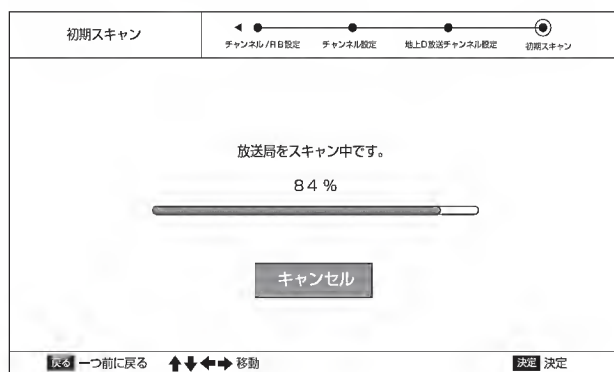 初期スキャン
チャンネル/RB設定 チャンネル設定 地上D放送チャンネル設定 初期スキャン
放送局をスキャン中です。
84%
キャンセル
戻る 一つ前に戻る 移動 決定 決定